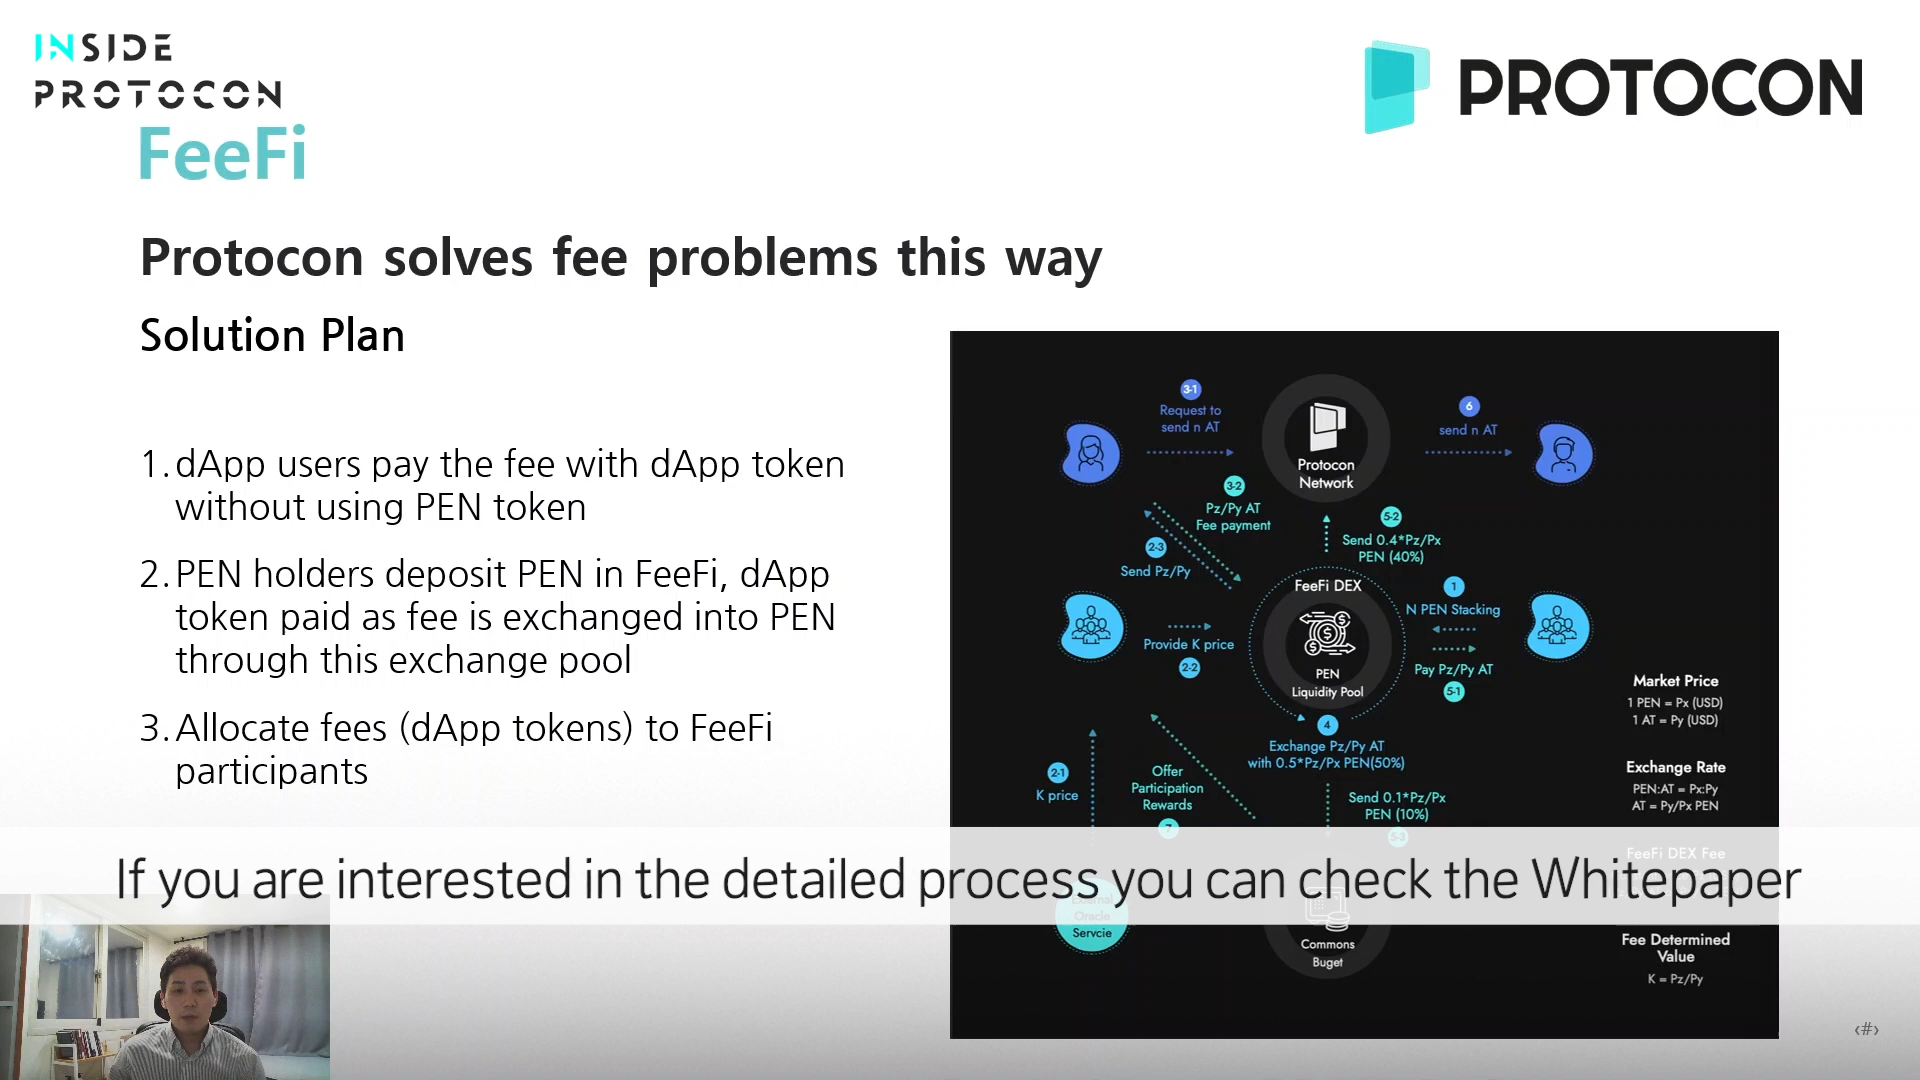 INSIDE
PROTOCON
PROTOCON
FeeFi
Protocon solves fee problems this way
Solution Plan
1. dApp users pay the fee with dApp token
without using PEN token
2. PEN holders deposit PEN in FeeFi, dApp
token paid as fee is exchanged into PEN
through this exchange pool
3. Allocate fees (dApp tokens) to FeeFi
participants
3-1
Request to
send n AT
Protocon
Network
6
send n AT
3-2
Pz/Py AT
Fee payment
2-3
Send Pz/Py
5-2
Send 0.4*Pz/Px
PEN (40%)
FeeFi DEX
1
N PEN Stacking
Provide K price
2-2
PEN
Liquidity Pool
Pay Pz/Py AT
5-1
4
Exchange Pz/Py AT
with 0.5*Pz/Px PEN(50%)
2-1
K price
Offer
Participation
Rewards
7
Send 0.1*Pz/Px
PEN (10%)
5-3
Market Price
1 PEN = Px (USD)
1 AT = Py (USD)
Exchange Rate
PEN:AT = Px:Py
AT = Py/Px PEN
FeeFi DEX Fee
If you are interested in the detailed process you can check the Whitepaper
External
Oracle
Servcie
Commons
Buget
Fee Determined
Value
K = Pz/Py
‹#›